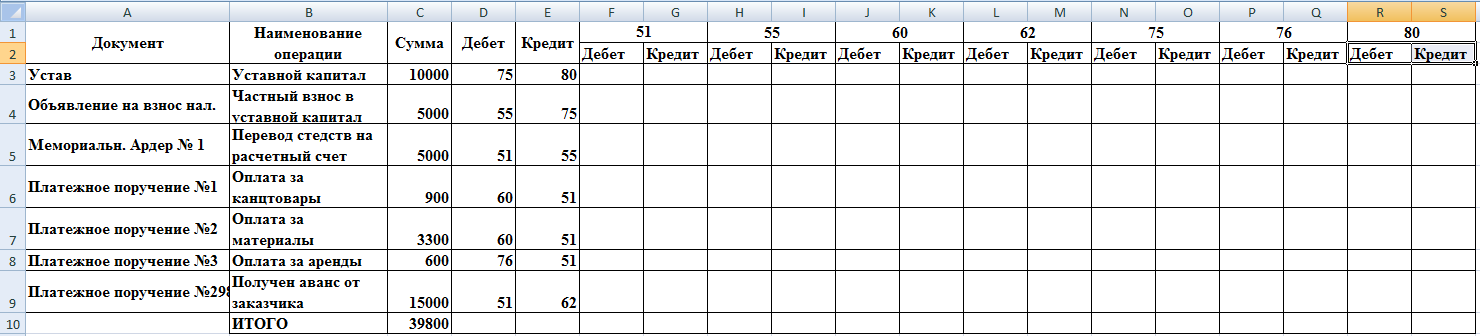 A B C D E F G H I J K L M N O P Q R S
1 Документ Наименование операции Сумма Дебет Кредит 51 55 60 62 75 76 80
2 Дебет Кредит Дебет Кредит Дебет Кредит Дебет Кредит Дебет Кредит Дебет Кредит Дебет Кредит
3 Устав Уставной капитал 10000 75 80
Объявление на взнос нал. Частный взнос в
4 уставной капитал 5000 55 75
Мемориальн. Ардер № 1 Перевод стедств на
5 расчетный счет 5000 51 55
Платежное поручение №1 Оплата за
6 канцтовары 900 60 51
Платежное поручение №2 Оплата за
7 материалы 3300 60 51
8 Платежное поручение №3 Оплата за аренды 600 76 51
Платежное поручение №298 Получен аванс от
9 заказчика 15000 51 62
10 ИТОГО 39800